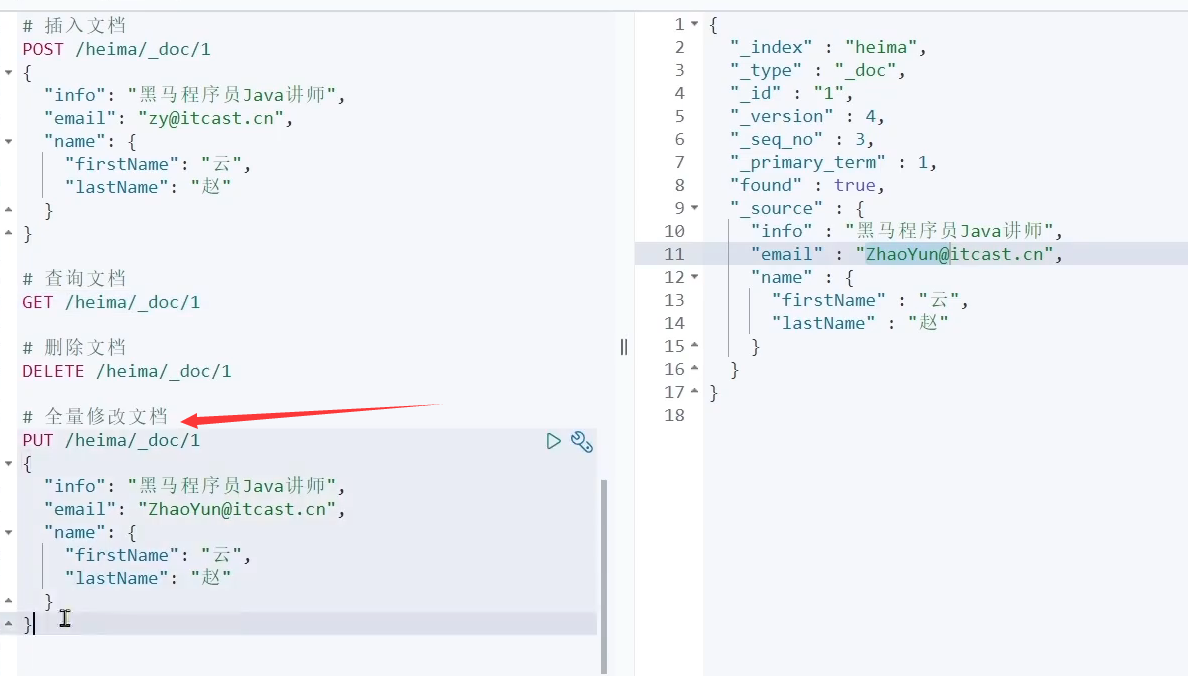 # 插入文档
POST /heima/_doc/1
{
"info": "黑马程序员Java讲师",
"email": "zy@itcast.cn",
"name": {
"firstName": "云",
"lastName": "赵"
}
}
# 查询文档
GET /heima/_doc/1
# 删除文档
DELETE /heima/_doc/1
# 全量修改文档
PUT /heima/_doc/1
{
"info": "黑马程序员Java讲师",
"email": "ZhaoYun@itcast.cn",
"name": {
"firstName": "云",
"lastName": "赵"
}
}
1 {
2 "_index" : "heima",
3 "_type" : "_doc",
4 "_id" : "1",
5 "_version" : 4,
6 "_seq_no" : 3,
7 "_primary_term" : 1,
8 "found" : true,
9 "_source" : {
10 "info" : "黑马程序员Java讲师",
11 "email" : "ZhaoYun@itcast.cn",
12 "name" : {
13 "firstName" : "云",
14 "lastName" : "赵"
15 }
16 }
17 }
18